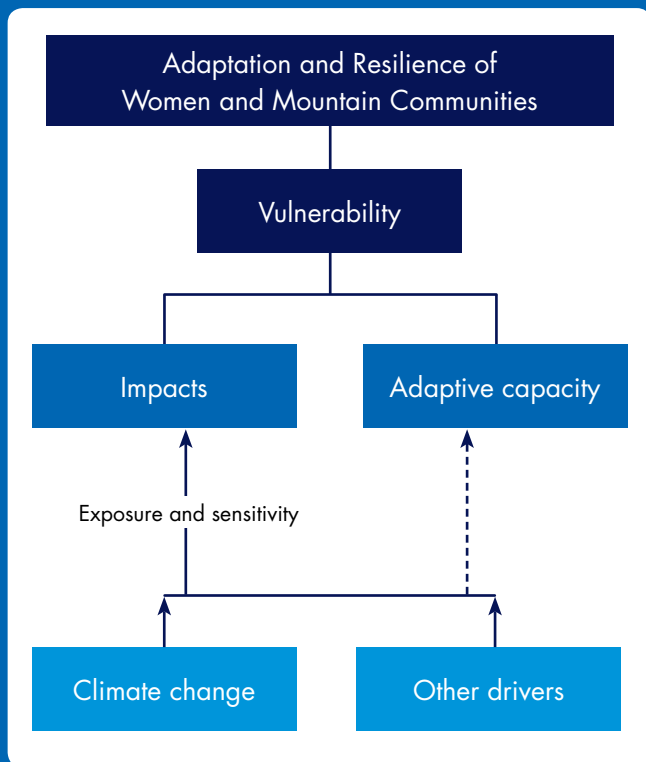 Adaptation and Resilience of
Women and Mountain Communities
Vulnerability
Impacts
Adaptive capacity
Exposure and sensitivity
Climate change
Other drivers